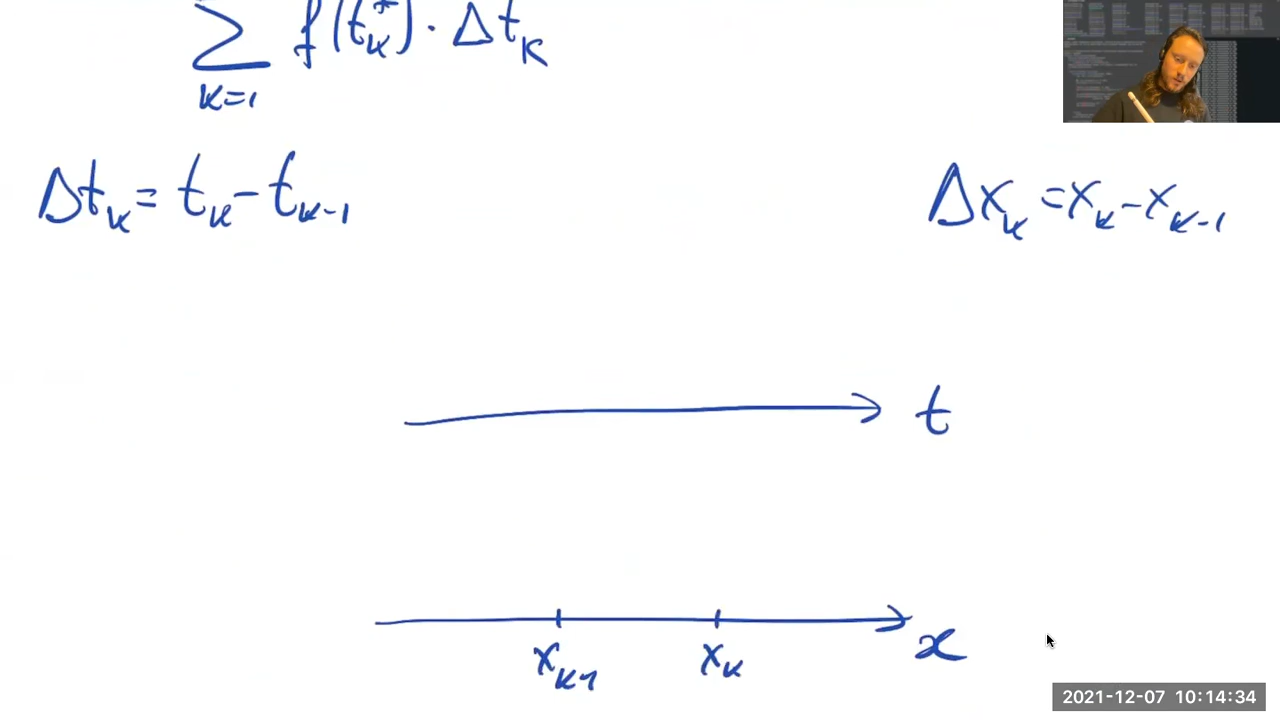 ∑ f(t*ₖ) · Δtₖ
k=1
Δtₖ = tₖ - tₖ₋₁
Δxₖ = xₖ - xₖ₋₁
t
xₖ₋₁ xₖ
x
2021-12-07 10:14:34